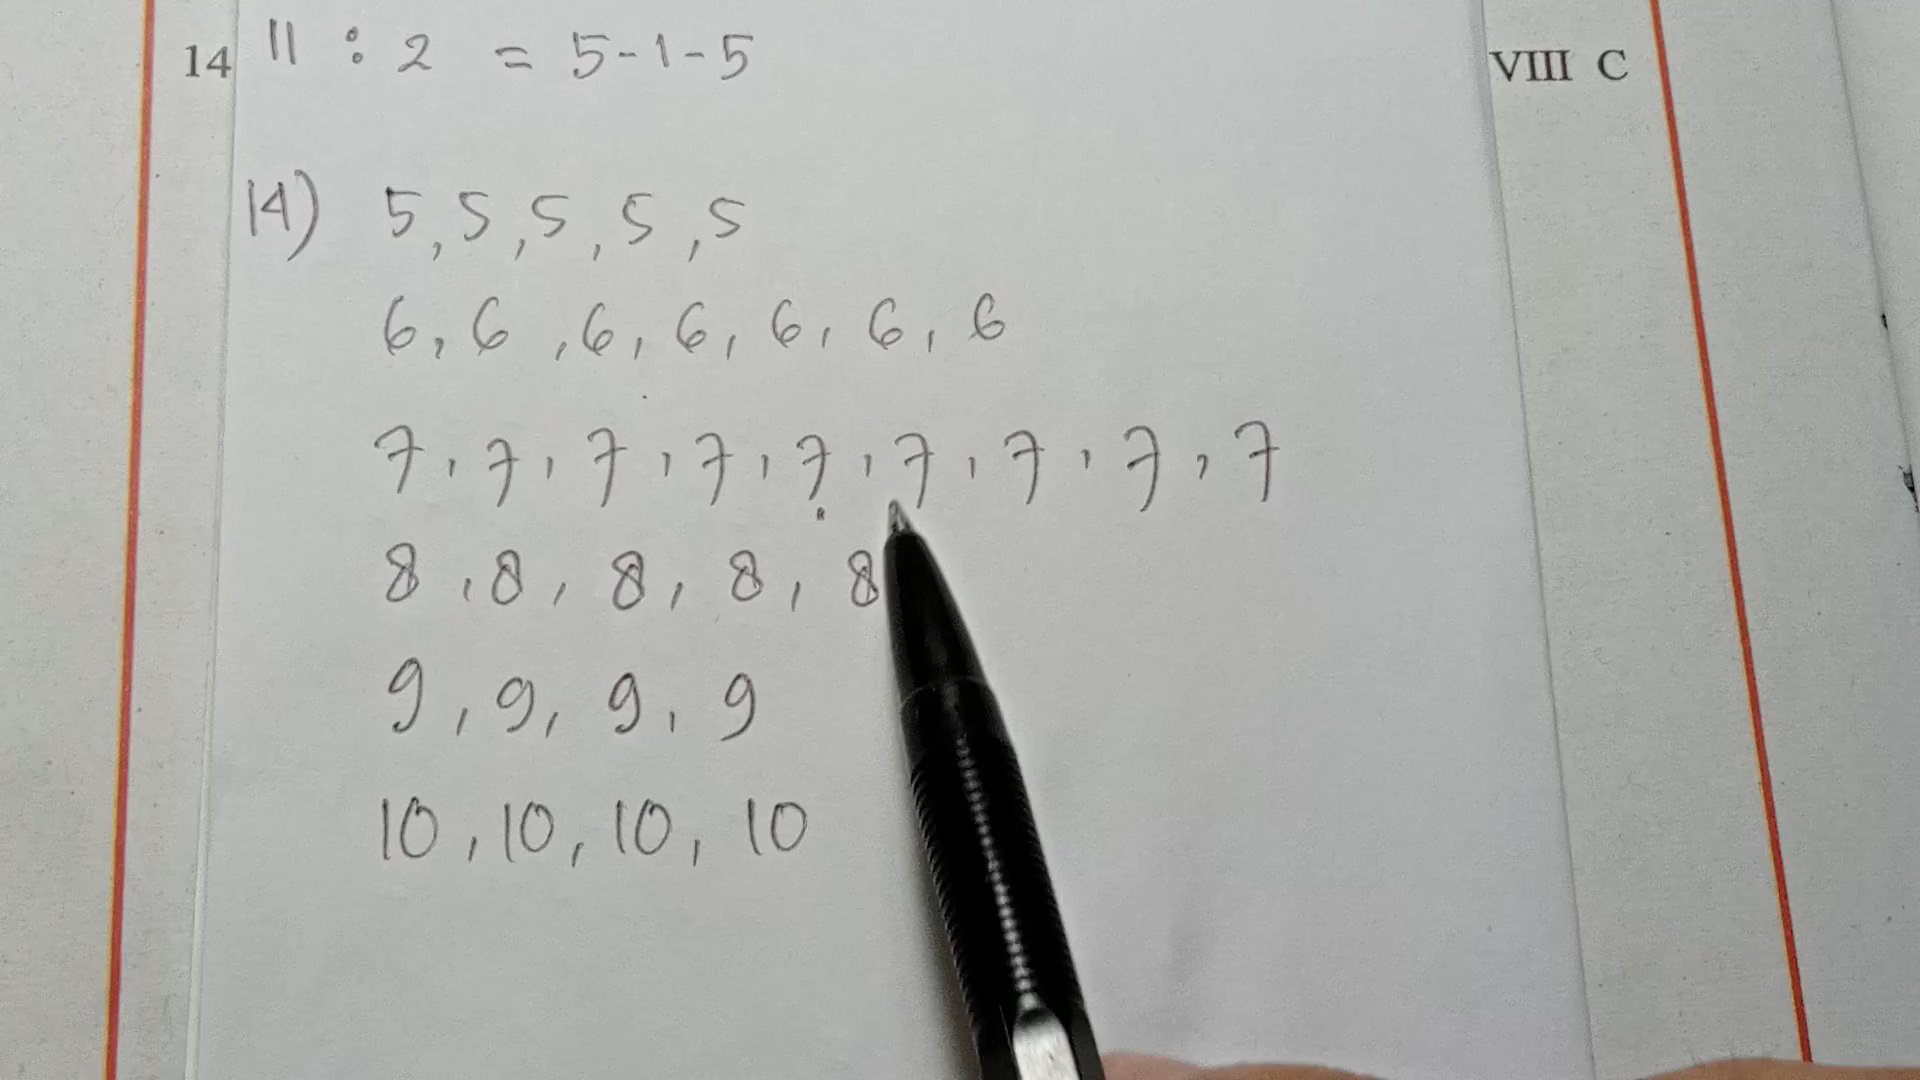 14 11 : 2 = 5-1-5 VIII C
14) 5, 5, 5, 5, 5
6, 6, 6, 6, 6, 6, 6
7, 7, 7, 7, 7, 7, 7, 7, 7
8, 8, 8, 8, 8
9, 9, 9, 9
10, 10, 10, 10